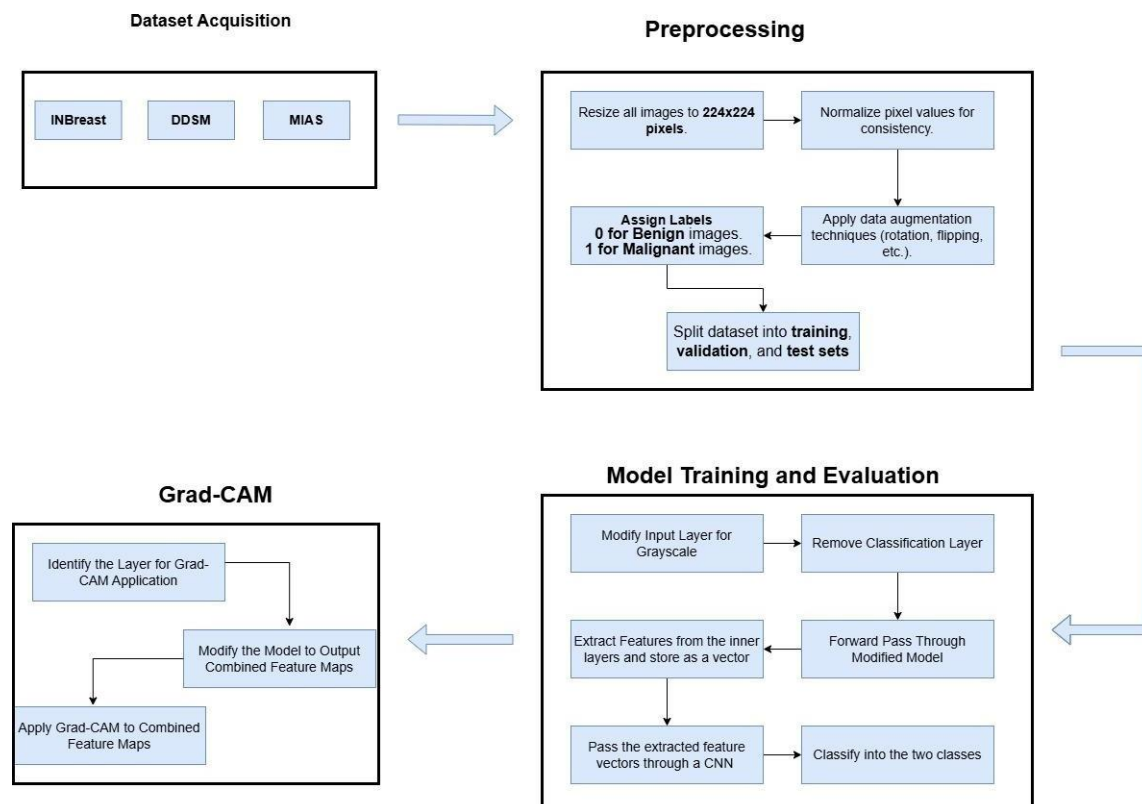 Dataset Acquisition
INBreast
DDSM
MIAS
Preprocessing
Resize all images to 224x224
pixels.
Normalize pixel values for
consistency.
Apply data augmentation
techniques (rotation, flipping,
etc.).
Assign Labels
0 for Benign images.
1 for Malignant images.
Split dataset into training,
validation, and test sets
Model Training and Evaluation
Modify Input Layer for
Grayscale
Remove Classification Layer
Forward Pass Through
Modified Model
Extract Features from the inner
layers and store as a vector
Pass the extracted feature
vectors through a CNN
Classify into the two classes
Grad-CAM
Identify the Layer for Grad-
CAM Application
Modify the Model to Output
Combined Feature Maps
Apply Grad-CAM to Combined
Feature Maps